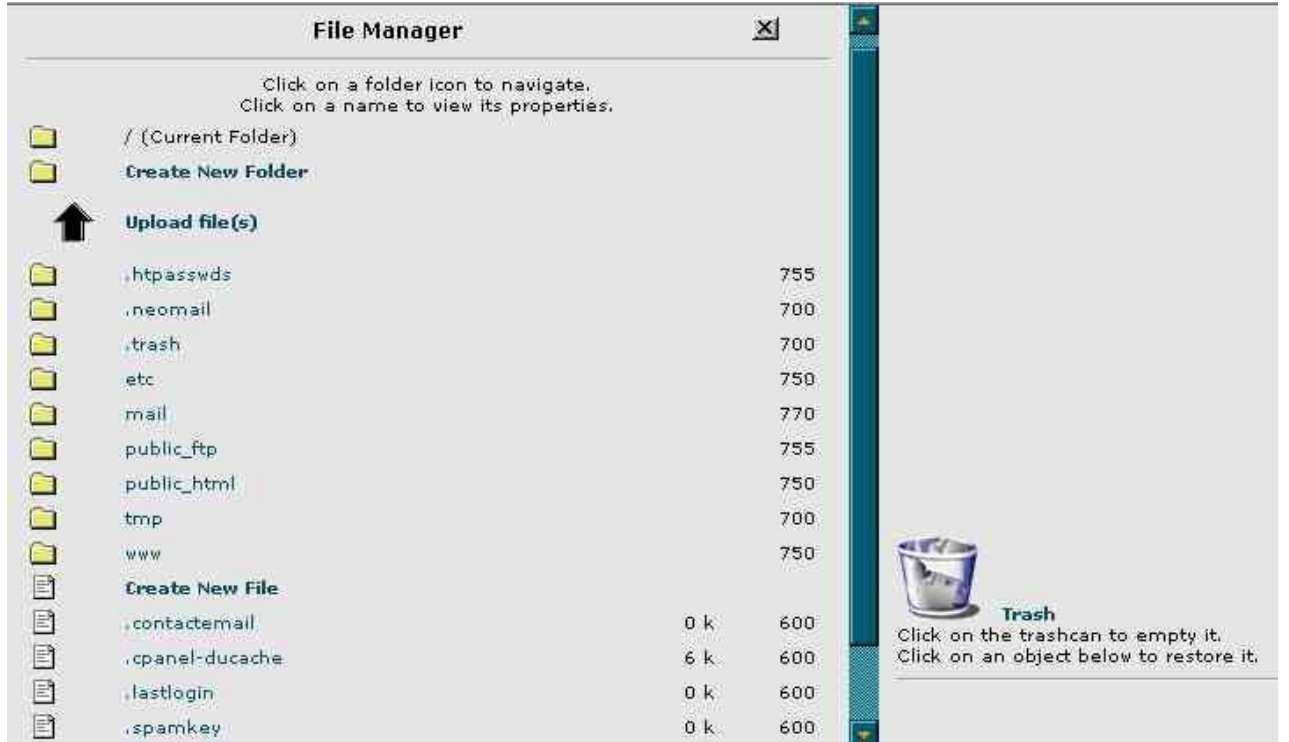 File Manager
Click on a folder icon to navigate.
Click on a name to view its properties.
/ (Current Folder)
Create New Folder
Upload file(s)
.htpasswds 755
.neomail 700
.trash 700
etc 750
mail 770
public_ftp 755
public_html 750
tmp 700
www 750
Create New File
.contactemail 0 k 600
.cpanel-ducache 6 k 600
.lastlogin 0 k 600
.spamkey 0 k 600
Trash
Click on the trashcan to empty it.
Click on an object below to restore it.